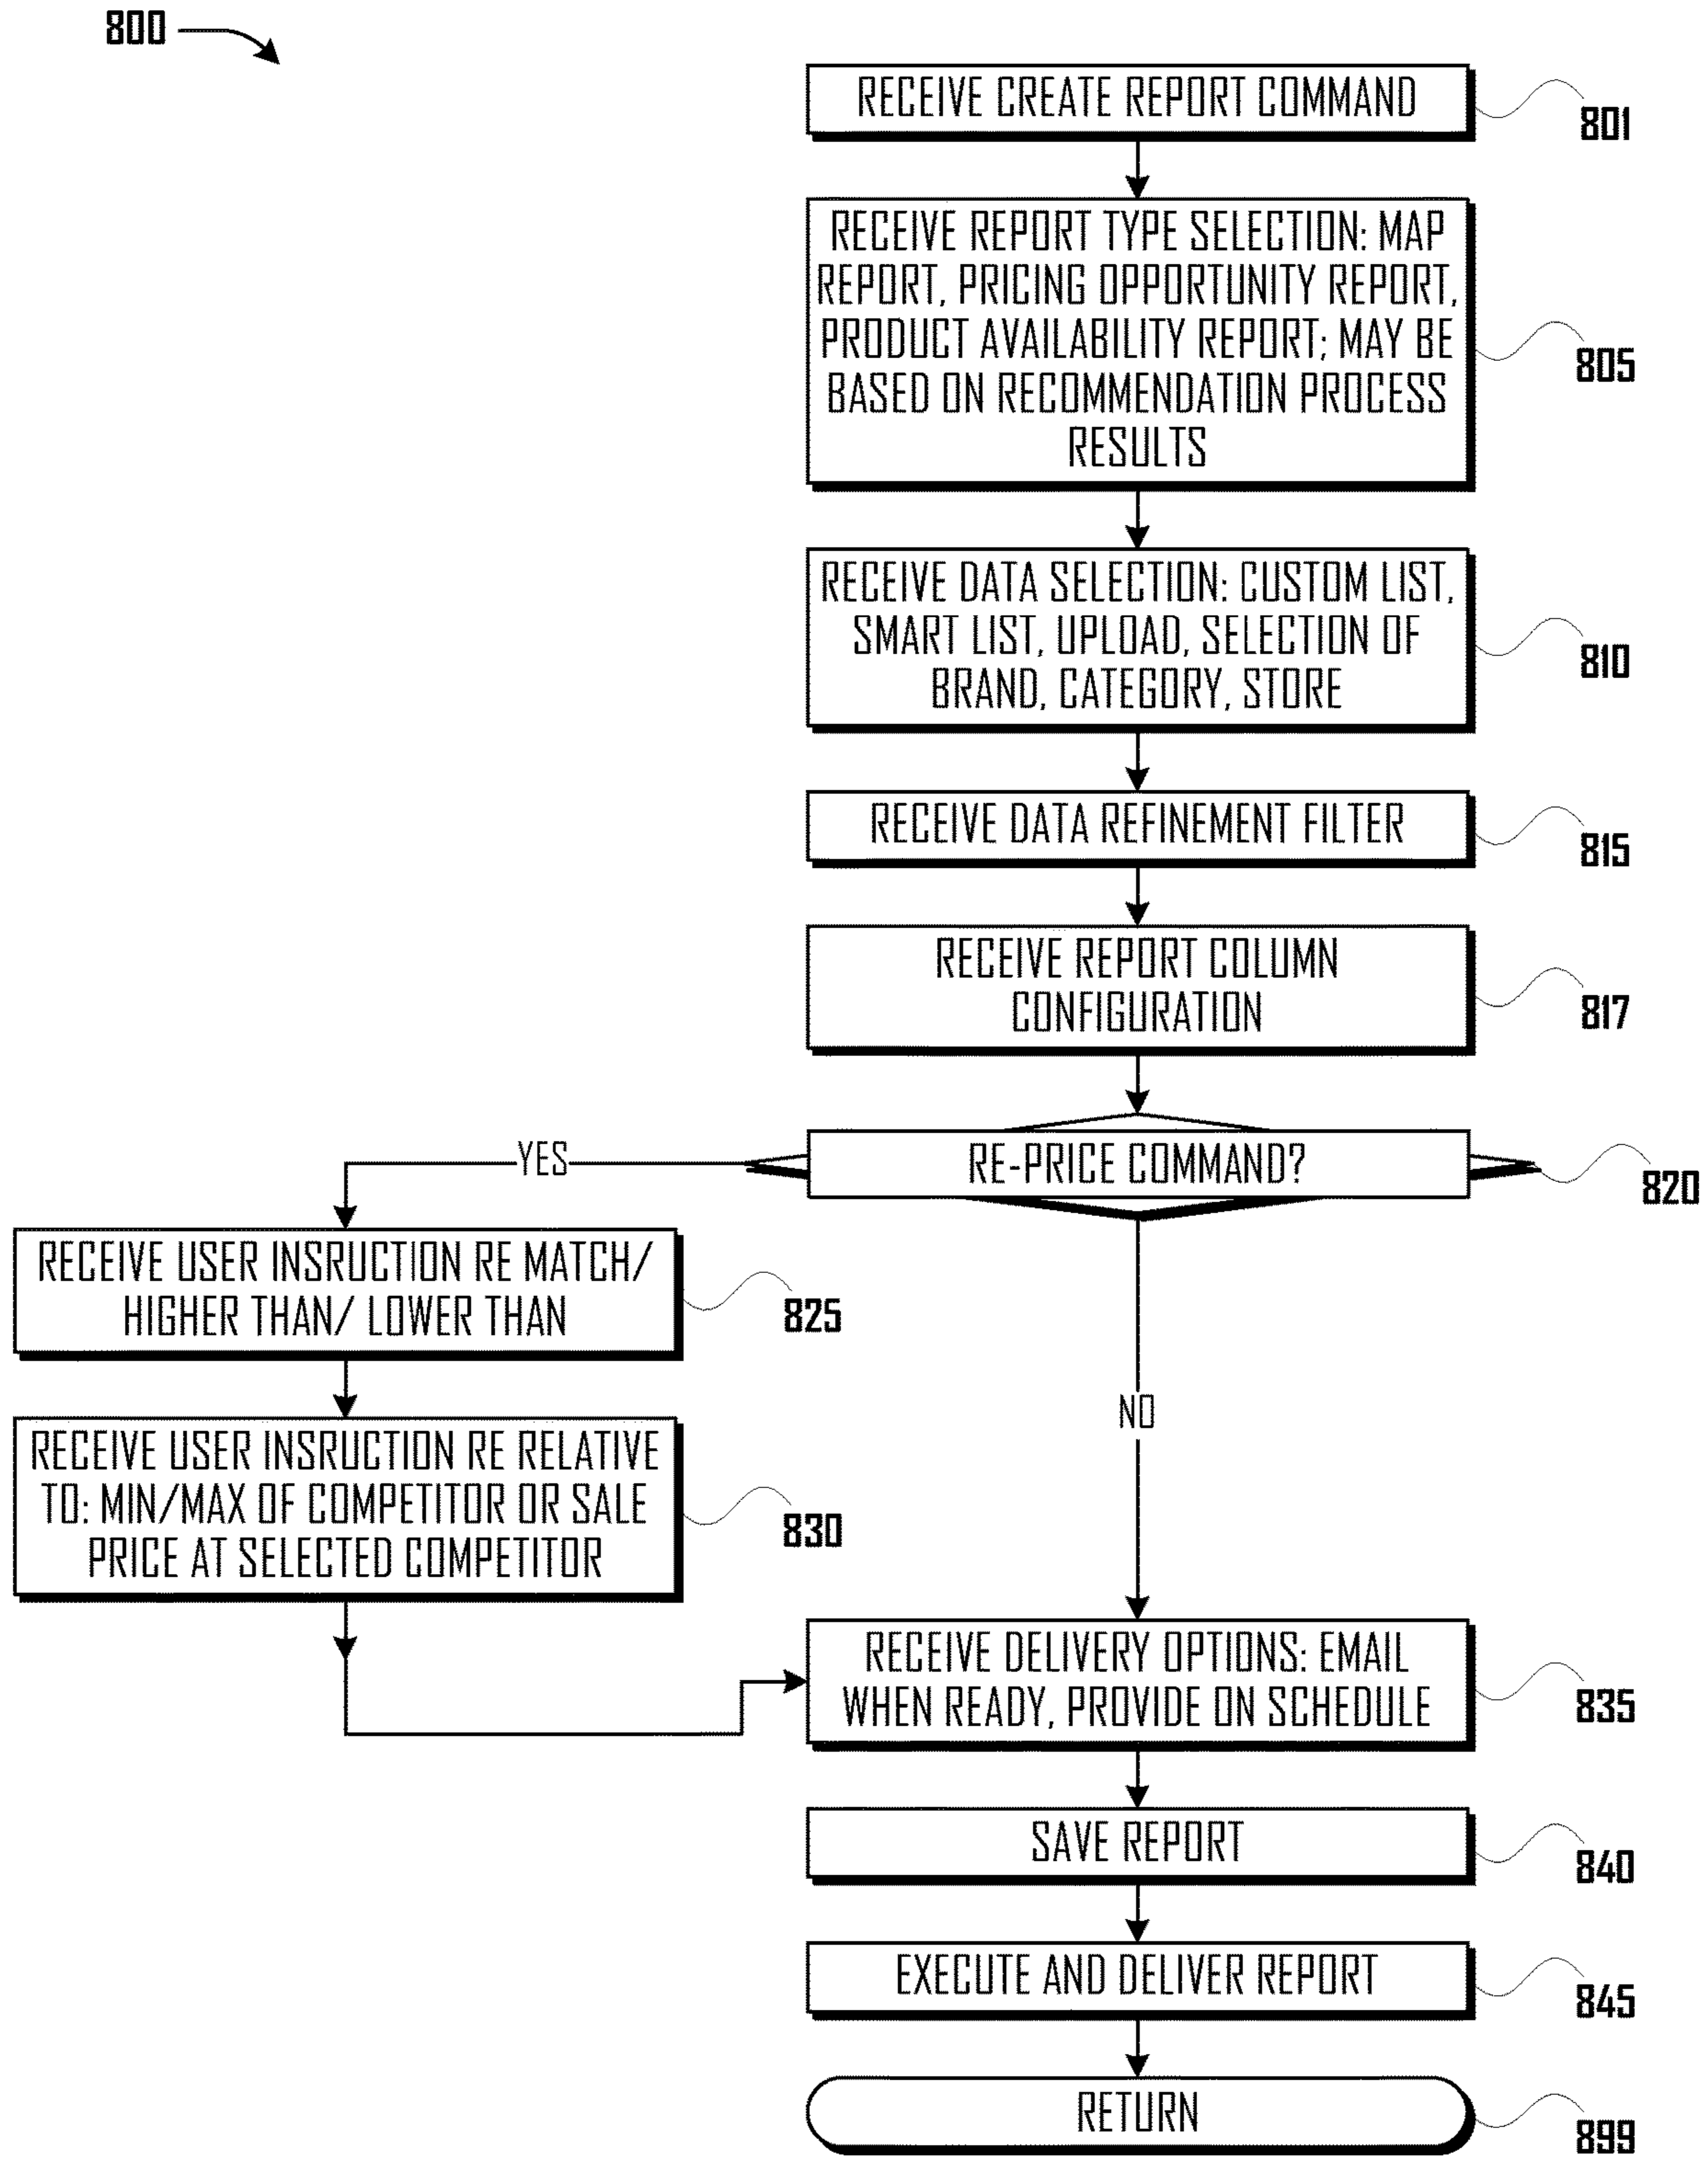 800
RECEIVE CREATE REPORT COMMAND
801
RECEIVE REPORT TYPE SELECTION: MAP
REPORT, PRICING OPPORTUNITY REPORT,
PRODUCT AVAILABILITY REPORT; MAY BE
BASED ON RECOMMENDATION PROCESS
RESULTS
805
RECEIVE DATA SELECTION: CUSTOM LIST,
SMART LIST, UPLOAD, SELECTION OF
BRAND, CATEGORY, STORE
810
RECEIVE DATA REFINEMENT FILTER
815
RECEIVE REPORT COLUMN
CONFIGURATION
817
RE-PRICE COMMAND?
820
YES
RECEIVE USER INSRUCTION RE MATCH/
HIGHER THAN/ LOWER THAN
825
NO
RECEIVE USER INSRUCTION RE RELATIVE
TO: MIN/MAX OF COMPETITOR OR SALE
PRICE AT SELECTED COMPETITOR
830
RECEIVE DELIVERY OPTIONS: EMAIL
WHEN READY, PROVIDE ON SCHEDULE
835
SAVE REPORT
840
EXECUTE AND DELIVER REPORT
845
RETURN
899